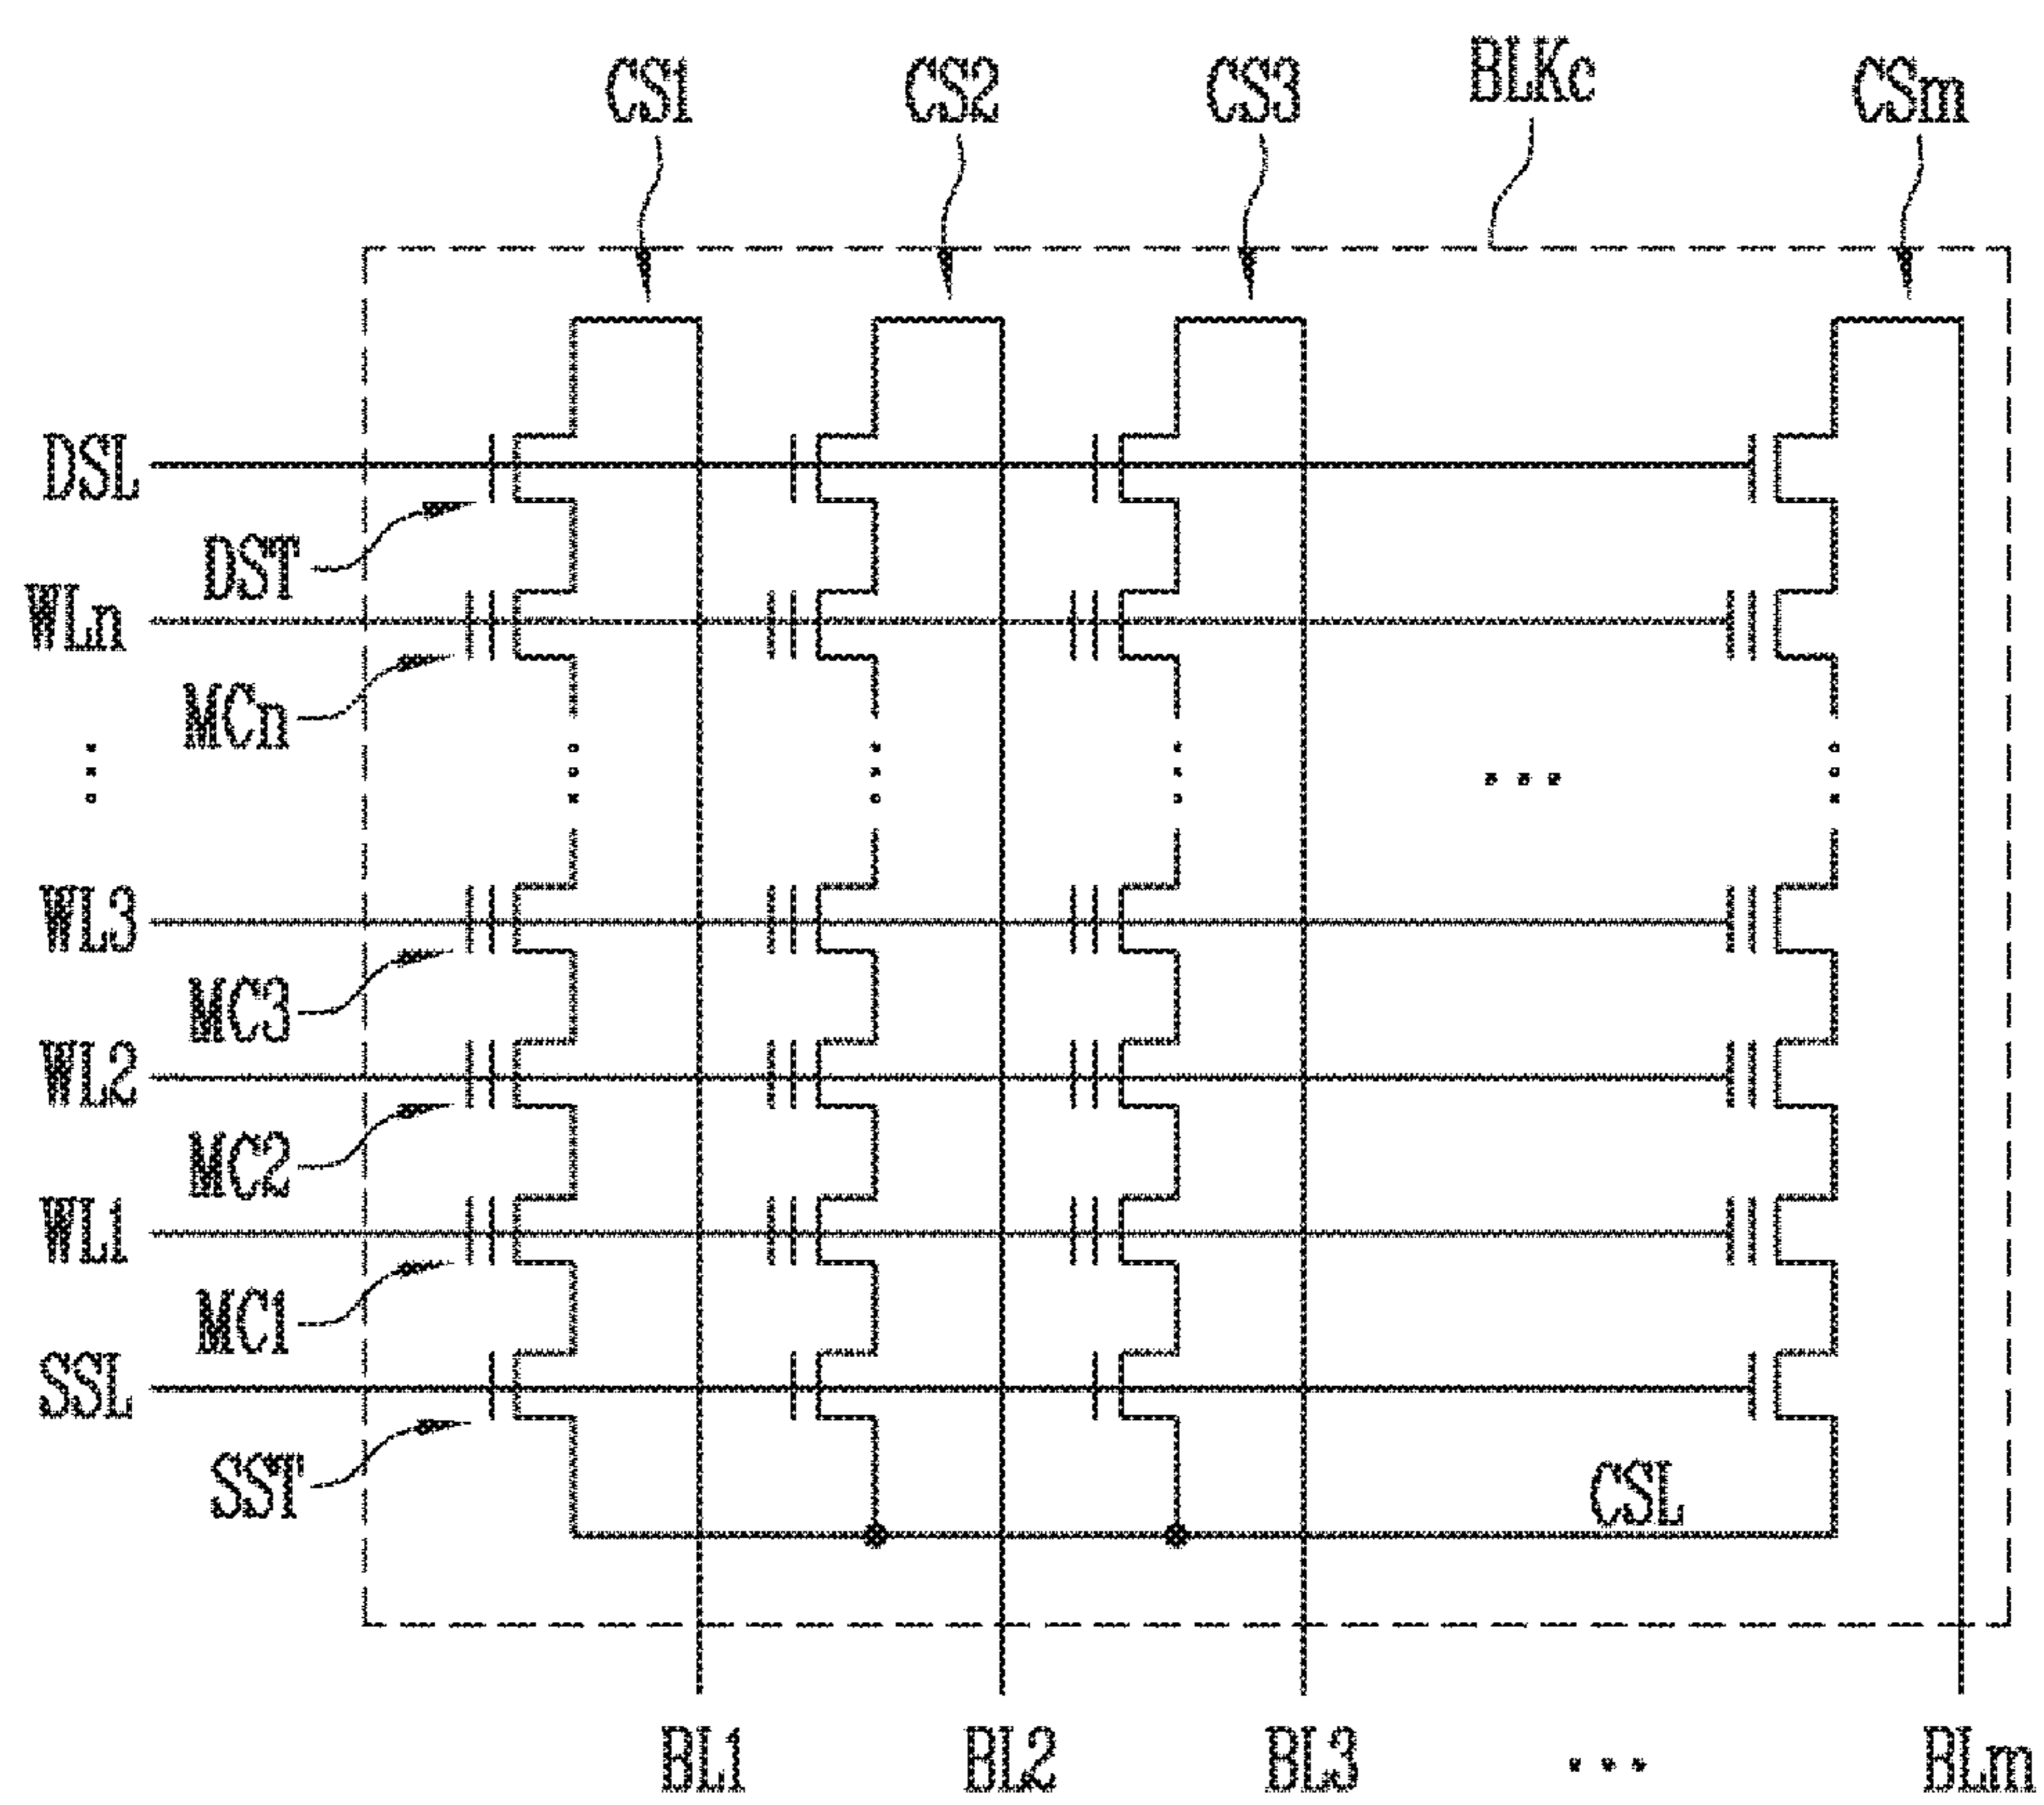 CS1 CS2 CS3 BLKc CSm
DSL
DST
WLn
MCn
⋮
...
WL3
MC3
WL2
MC2
WL1
MC1
SSL
SST
CSL
BL1 BL2 BL3 ... BLm